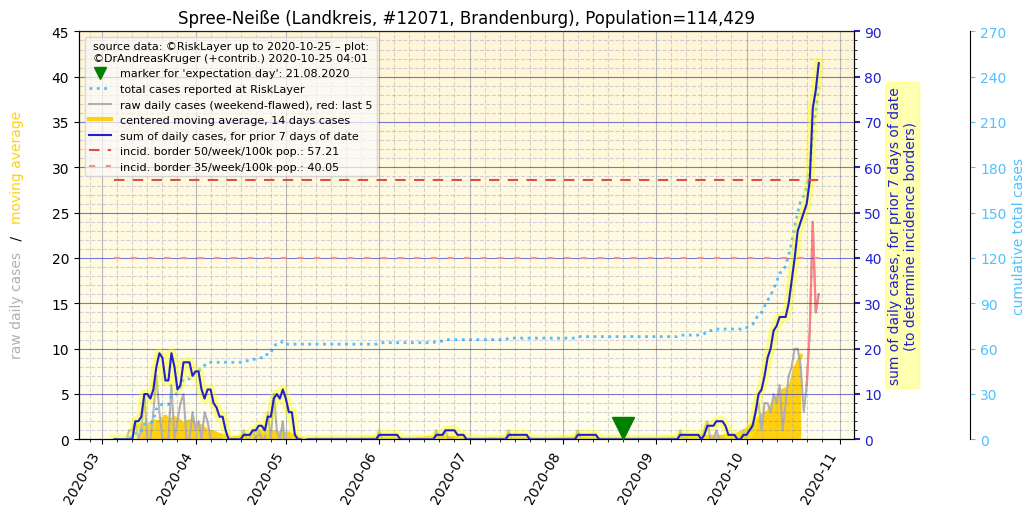 Spree-Neiße (Landkreis, #12071, Brandenburg), Population=114,429
source data: ©RiskLayer up to 2020-10-25 – plot:
©DrAndreasKruger (+contrib.) 2020-10-25 04:01
marker for 'expectation day': 21.08.2020
total cases reported at RiskLayer
raw daily cases (weekend-flawed), red: last 5
centered moving average, 14 days cases
sum of daily cases, for prior 7 days of date
incid. border 50/week/100k pop.: 57.21
incid. border 35/week/100k pop.: 40.05
raw daily cases / moving average
45
40
35
30
25
20
15
10
5
0
90
80
70
60
50
40
30
20
10
0
sum of daily cases, for prior 7 days of date
(to determine incidence borders)
270
240
210
180
150
120
90
60
30
0
cumulative total cases
2020-03
2020-04
2020-05
2020-06
2020-07
2020-08
2020-09
2020-10
2020-11